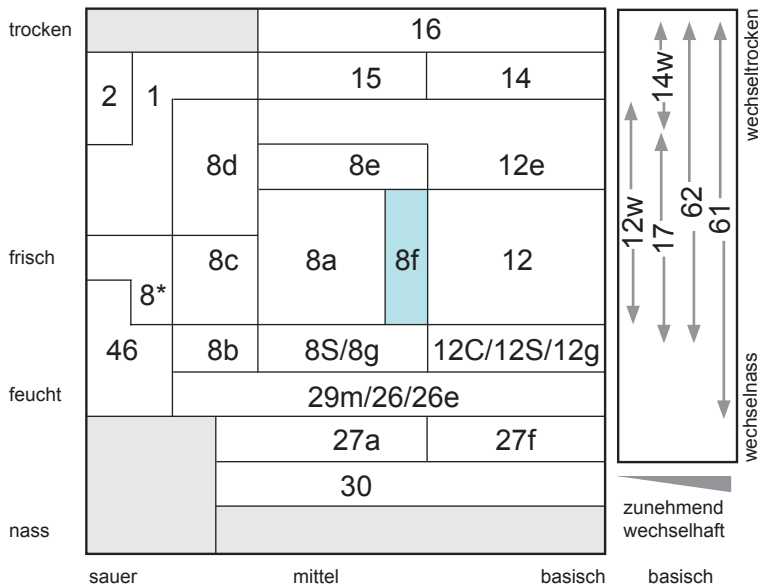 trocken
16
15
14
2
1
8d
8e
12e
frisch
8c
8a
8f
12
8*
46
8b
8S/8g
12C/12S/12g
feucht
29m/26/26e
27a
27f
30
nass
sauer
mittel
basisch
12w
14w
17
62
61
wechseltrocken
wechselnass
zunehmend
wechselhaft
basisch